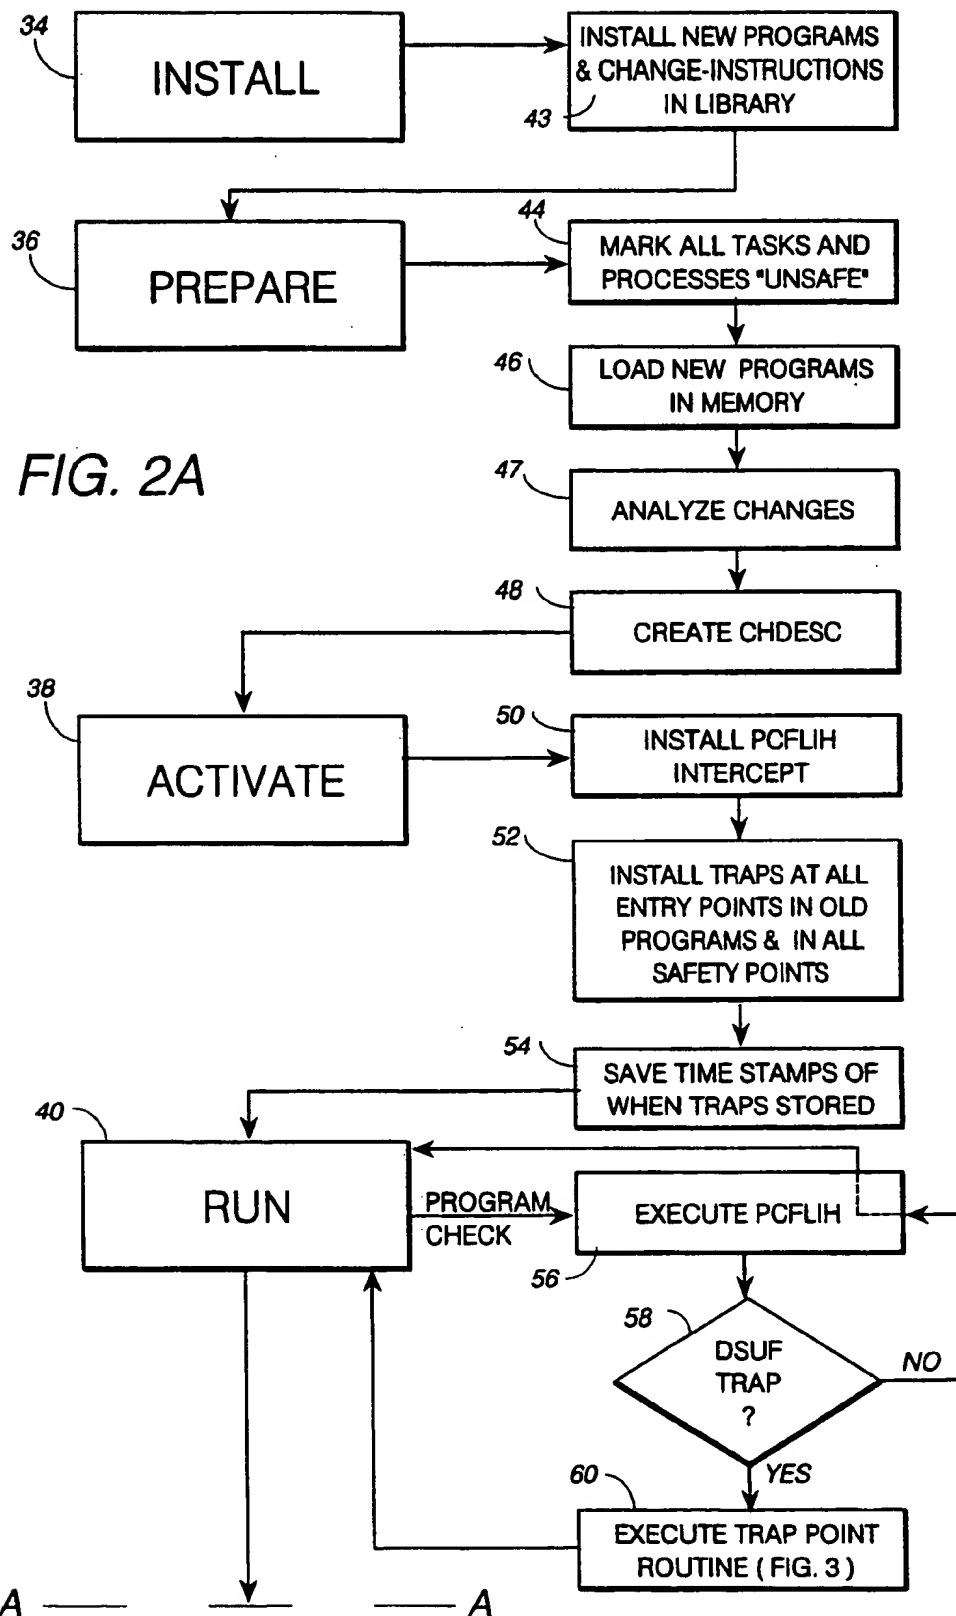 34
INSTALL
INSTALL NEW PROGRAMS
& CHANGE-INSTRUCTIONS
IN LIBRARY
43
36
PREPARE
44
MARK ALL TASKS AND
PROCESSES "UNSAFE"
46
LOAD NEW PROGRAMS
IN MEMORY
FIG. 2A
47
ANALYZE CHANGES
48
CREATE CHDESC
38
ACTIVATE
50
INSTALL PCFLIH
INTERCEPT
52
INSTALL TRAPS AT ALL
ENTRY POINTS IN OLD
PROGRAMS & IN ALL
SAFETY POINTS
54
SAVE TIME STAMPS OF
WHEN TRAPS STORED
40
RUN
PROGRAM
CHECK
EXECUTE PCFLIH
56
58
DSUF
TRAP
?
NO
YES
60
EXECUTE TRAP POINT
ROUTINE ( FIG. 3 )
A
A